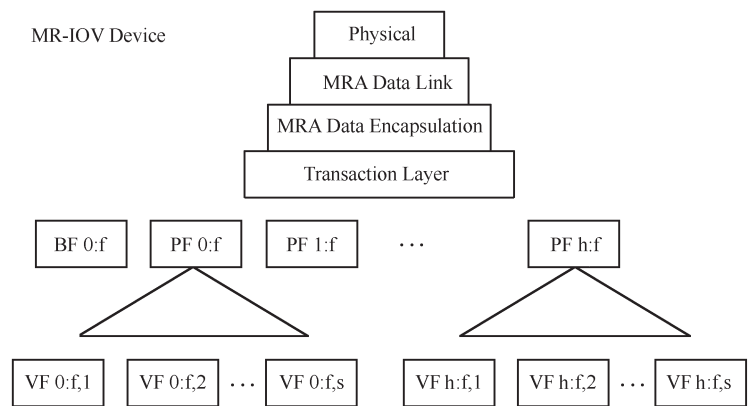 MR-IOV Device
Physical
MRA Data Link
MRA Data Encapsulation
Transaction Layer
BF 0:f PF 0:f PF 1:f ... PF h:f
VF 0:f,1 VF 0:f,2 ... VF 0:f,s VF h:f,1 VF h:f,2 ... VF h:f,s